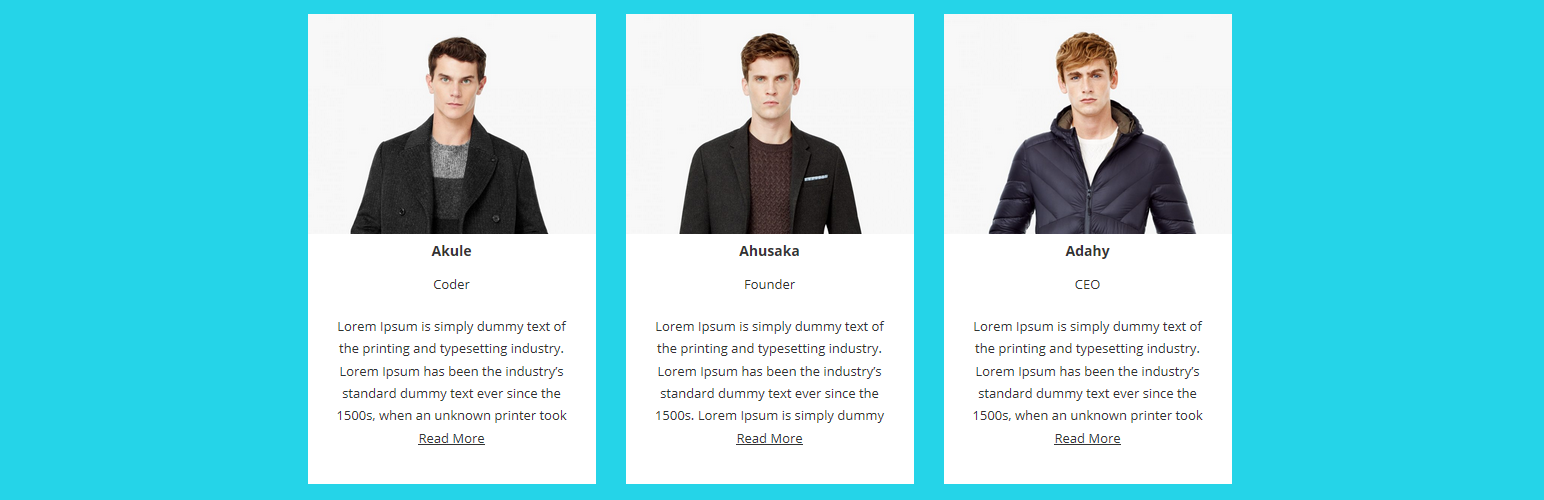 Akule
Coder
Lorem Ipsum is simply dummy text of
the printing and typesetting industry.
Lorem Ipsum has been the industry’s
standard dummy text ever since the
1500s, when an unknown printer took
Read More
Ahusaka
Founder
Lorem Ipsum is simply dummy text of
the printing and typesetting industry.
Lorem Ipsum has been the industry’s
standard dummy text ever since the
1500s. Lorem Ipsum is simply dummy
Read More
Adahy
CEO
Lorem Ipsum is simply dummy text of
the printing and typesetting industry.
Lorem Ipsum has been the industry’s
standard dummy text ever since the
1500s, when an unknown printer took
Read More